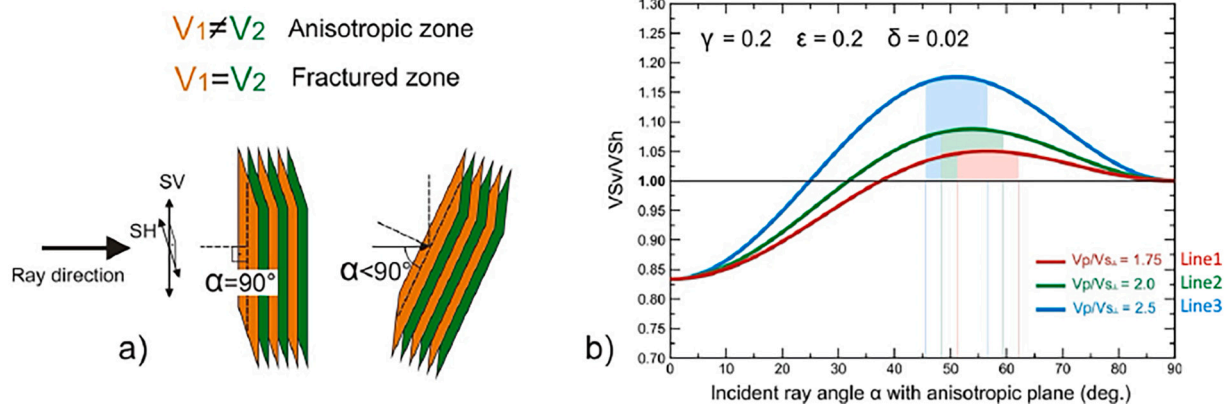 V1≠V2 Anisotropic zone
V1=V2 Fractured zone
SV
SH
Ray direction
α=90°
α<90°
a)
b)
γ = 0.2 ε = 0.2 δ = 0.02
VSv/VSh
1.30
1.25
1.20
1.15
1.10
1.05
1.00
0.95
0.90
0.85
0.80
0.75
0.70
Vp/Vs⊥ = 1.75 Line1
Vp/Vs⊥ = 2.0 Line2
Vp/Vs⊥ = 2.5 Line3
0 10 20 30 40 50 60 70 80 90
Incident ray angle α with anisotropic plane (deg.)